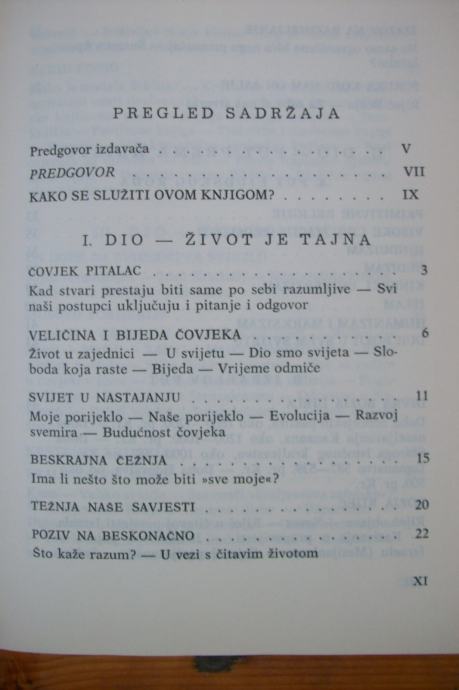 PREGLED SADRŽAJA
Predgovor izdavača . . . . . . . . . . . . . . . . V
PREDGOVOR . . . . . . . . . . . . . . . . . . . VII
KAKO SE SLUŽITI OVOM KNJIGOM? . . . . . . . . IX
I. DIO — ŽIVOT JE TAJNA
ČOVJEK PITALAC . . . . . . . . . . . . . . . . 3
Kad stvari prestaju biti same po sebi razumljive — Svi
naši postupci uključuju i pitanje i odgovor
VELIČINA I BIJEDA ČOVJEKA . . . . . . . . . . 6
Život u zajednici — U svijetu — Dio smo svijeta — Slo-
boda koja raste — Bijeda — Vrijeme odmiče
SVIJET U NASTAJANJU . . . . . . . . . . . . . 11
Moje porijeklo — Naše porijeklo — Evolucija — Razvoj
svemira — Budućnost čovjeka
BESKRAJNA ČEŽNJA . . . . . . . . . . . . . . 15
Ima li nešto što može biti »sve moje«?
TEŽNJA NAŠE SAVJESTI . . . . . . . . . . . . 20
POZIV NA BESKONAČNO . . . . . . . . . . . . 22
Što kaže razum? — U vezi s čitavim životom
XI